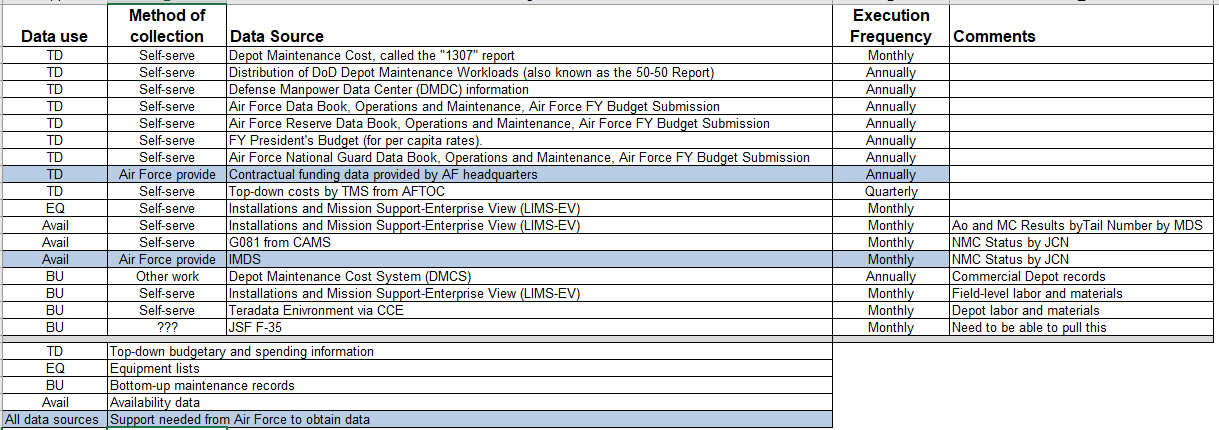 Data use Method of collection Data Source Execution Frequency Comments
TD Self-serve Depot Maintenance Cost, called the "1307" report Monthly
TD Self-serve Distribution of DoD Depot Maintenance Workloads (also known as the 50-50 Report) Annually
TD Self-serve Defense Manpower Data Center (DMDC) information Annually
TD Self-serve Air Force Data Book, Operations and Maintenance, Air Force FY Budget Submission Annually
TD Self-serve Air Force Reserve Data Book, Operations and Maintenance, Air Force FY Budget Submission Annually
TD Self-serve FY President's Budget (for per capita rates). Annually
TD Self-serve Air Force National Guard Data Book, Operations and Maintenance, Air Force FY Budget Submission Annually
TD Air Force provide Contractual funding data provided by AF headquarters Annually
TD Self-serve Top-down costs by TMS from AFTOC Quarterly
EQ Self-serve Installations and Mission Support-Enterprise View (LIMS-EV) Monthly
Avail Self-serve Installations and Mission Support-Enterprise View (LIMS-EV) Monthly Ao and MC Results byTail Number by MDS
Avail Self-serve G081 from CAMS Monthly NMC Status by JCN
Avail Air Force provide IMDS Monthly NMC Status by JCN
BU Other work Depot Maintenance Cost System (DMCS) Annually Commercial Depot records
BU Self-serve Installations and Mission Support-Enterprise View (LIMS-EV) Monthly Field-level labor and materials
BU Self-serve Teradata Enivronment via CCE Monthly Depot labor and materials
BU ??? JSF F-35 Monthly Need to be able to pull this
TD Top-down budgetary and spending information
EQ Equipment lists
BU Bottom-up maintenance records
Avail Availability data
All data sources Support needed from Air Force to obtain data